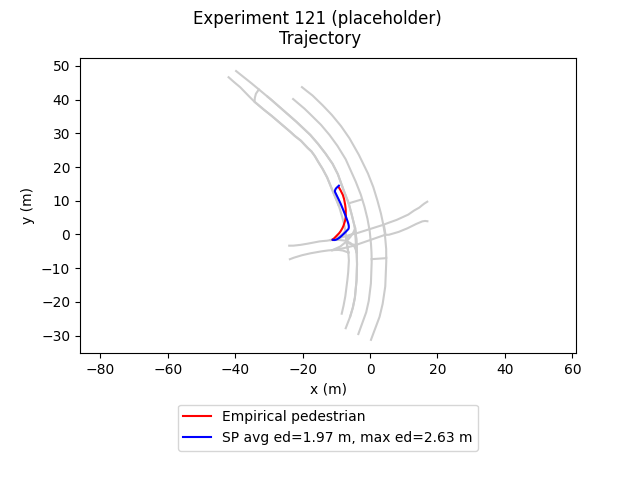 Experiment 121 (placeholder)
Trajectory
50
40
30
20
10
0
−10
−20
−30
y (m)
−80 −60 −40 −20 0 20 40 60
x (m)
Empirical pedestrian
SP avg ed=1.97 m, max ed=2.63 m